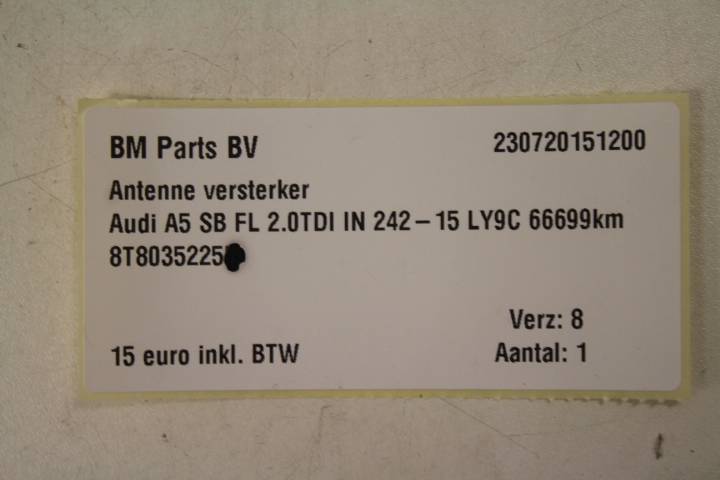 BM Parts BV 230720151200
Antenne versterker
Audi A5 SB FL 2.0TDI IN 242-15 LY9C 66699km
8T8035225
Verz: 8
15 euro inkl. BTW Aantal: 1